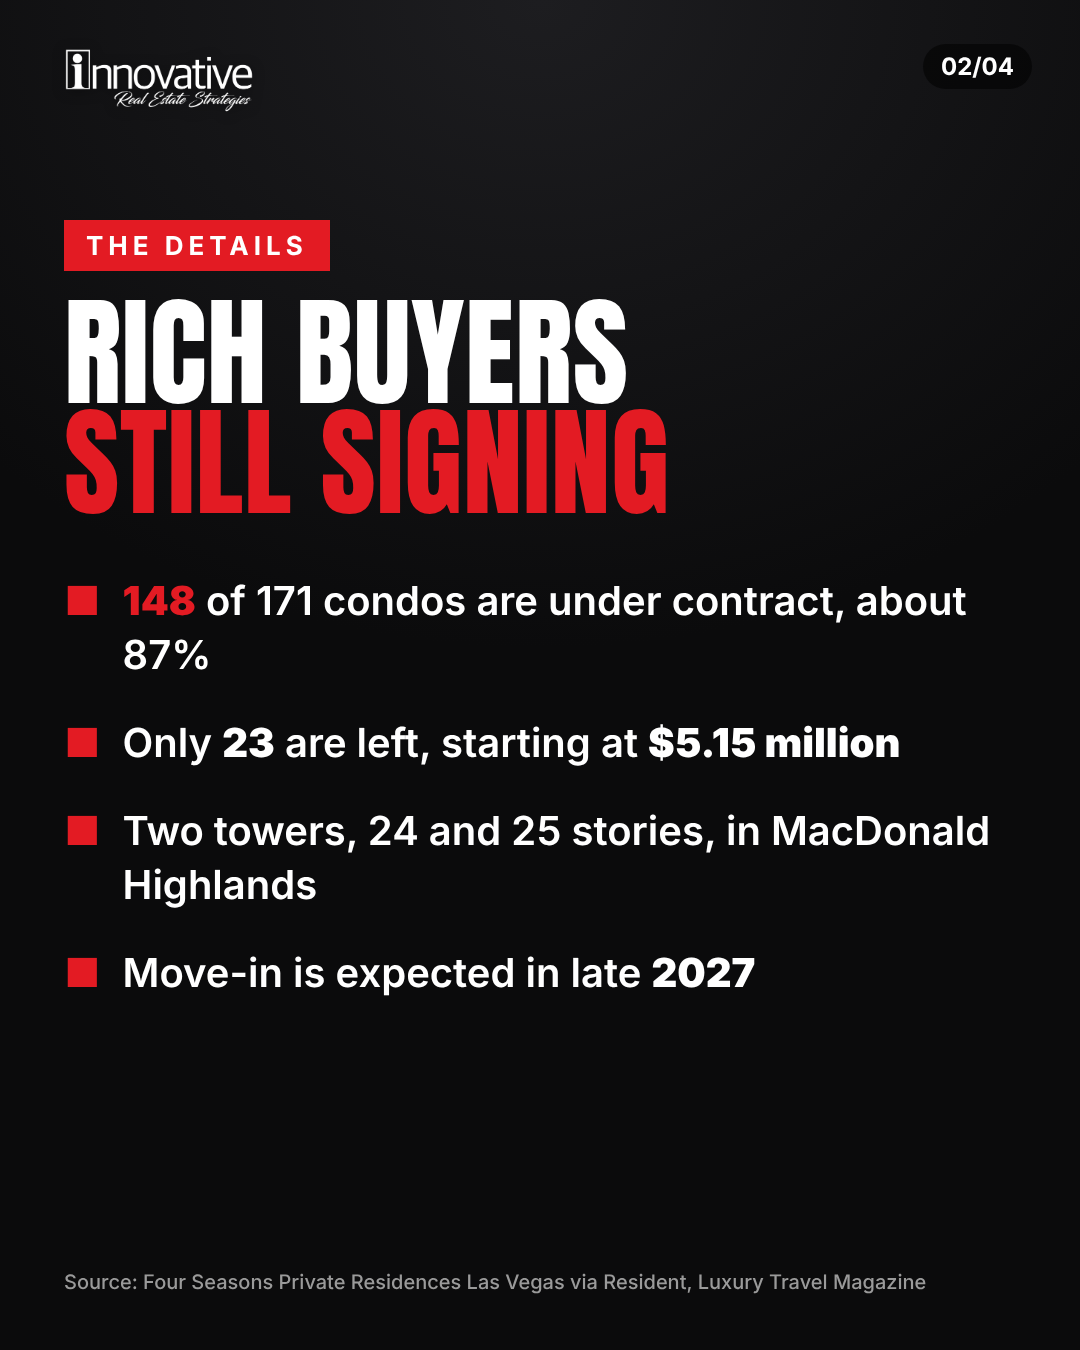 innovative
Real Estate Strategies
02/04
THE DETAILS
RICH BUYERS
STILL SIGNING
148 of 171 condos are under contract, about
87%
Only 23 are left, starting at $5.15 million
Two towers, 24 and 25 stories, in MacDonald
Highlands
Move-in is expected in late 2027
Source: Four Seasons Private Residences Las Vegas via Resident, Luxury Travel Magazine